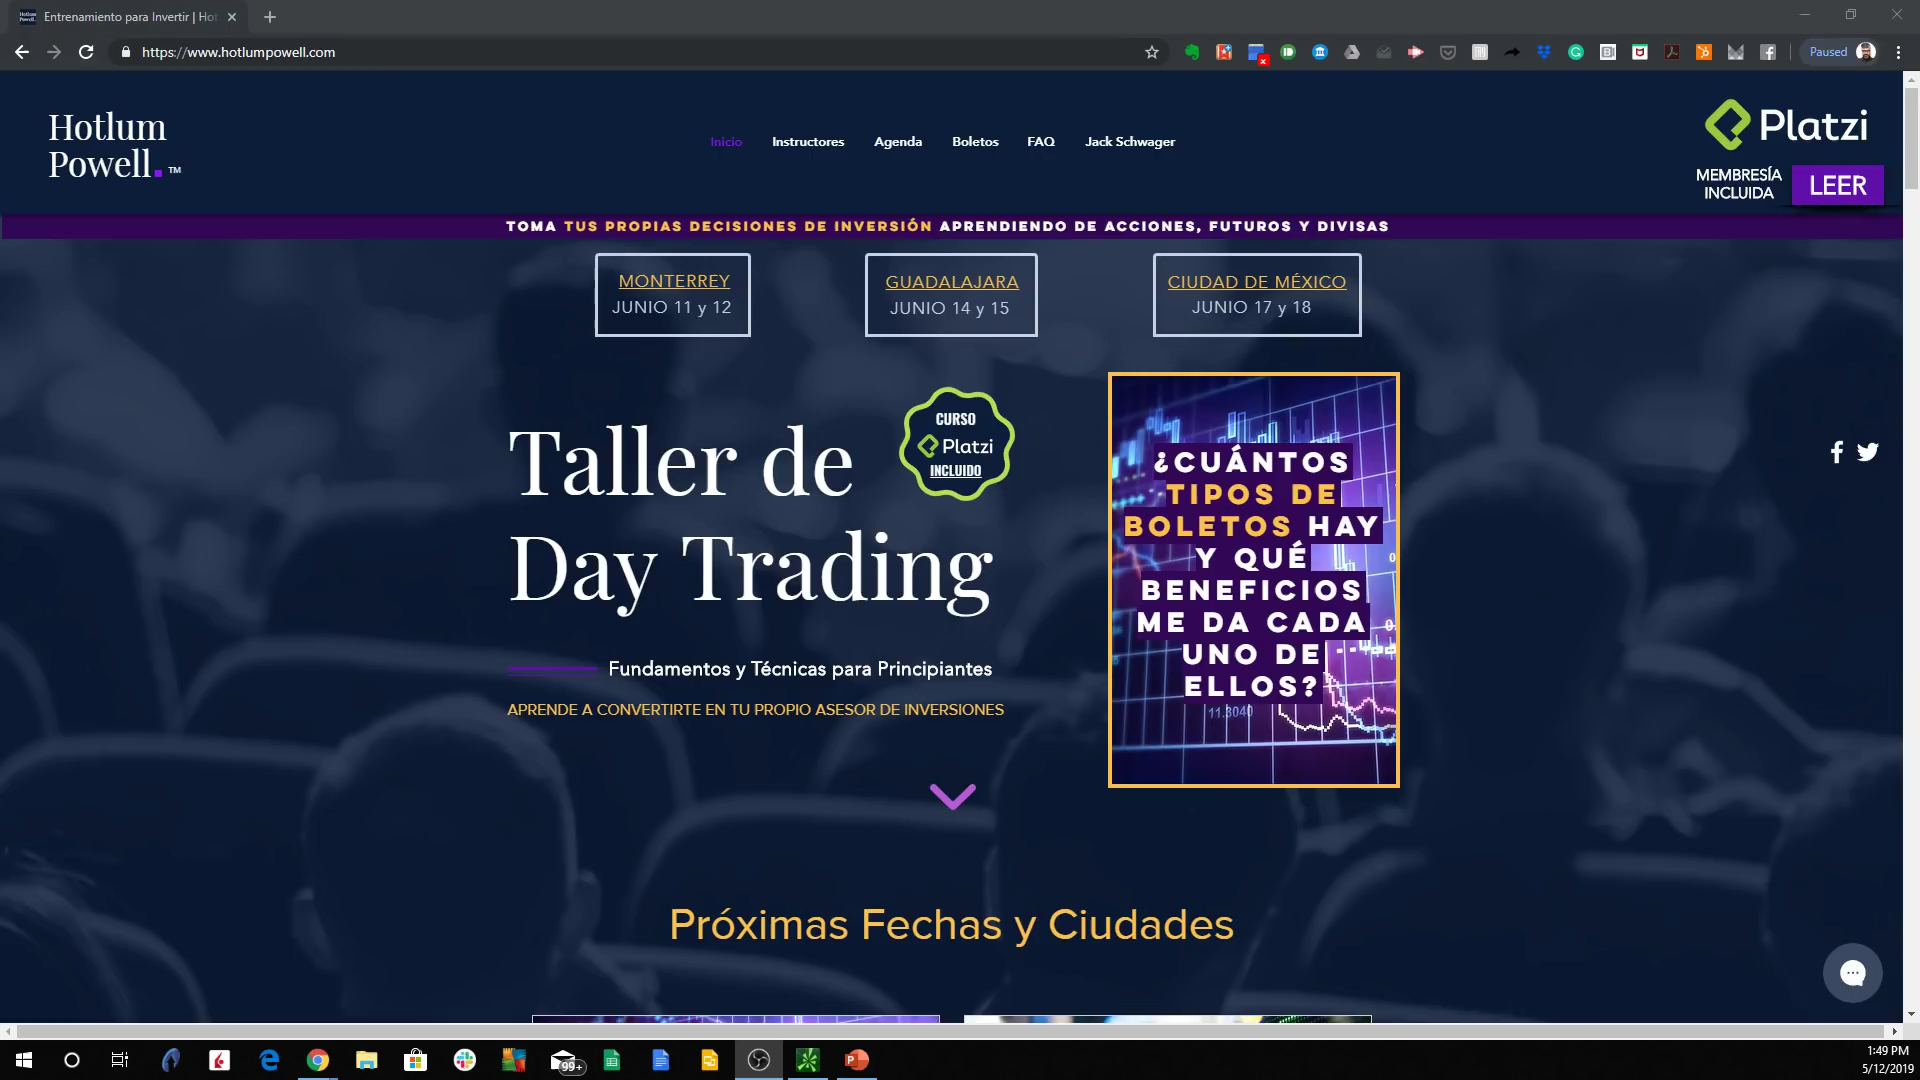 Entrenamiento para Invertir | Hot
https://www.hotlumpowell.com
Paused
Hotlum
Powell.™
Inicio
Instructores
Agenda
Boletos
FAQ
Jack Schwager
Platzi
MEMBRESÍA
INCLUIDA
LEER
TOMA TUS PROPIAS DECISIONES DE INVERSIÓN APRENDIENDO DE ACCIONES, FUTUROS Y DIVISAS
MONTERREY
JUNIO 11 y 12
GUADALAJARA
JUNIO 14 y 15
CIUDAD DE MÉXICO
JUNIO 17 y 18
Taller de
Day Trading
CURSO
Platzi
INCLUIDO
Fundamentos y Técnicas para Principiantes
APRENDE A CONVERTIRTE EN TU PROPIO ASESOR DE INVERSIONES
¿CUÁNTOS
TIPOS DE
BOLETOS HAY
Y QUÉ
BENEFICIOS
ME DA CADA
UNO DE
ELLOS?
11.3040
Próximas Fechas y Ciudades
99+
1:49 PM
5/12/2019